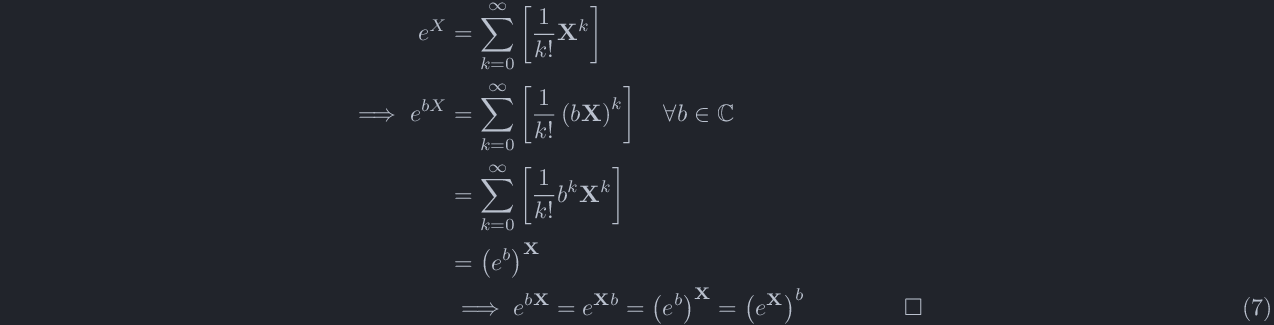 $e^{X} = \sum_{k=0}^{\infty} \left[ \frac{1}{k!} \mathbf{X}^{k} \right]$
$\implies e^{bX} = \sum_{k=0}^{\infty} \left[ \frac{1}{k!} \left( b\mathbf{X} \right)^{k} \right] \quad \forall b \in \mathbb{C}$
$= \sum_{k=0}^{\infty} \left[ \frac{1}{k!} b^{k} \mathbf{X}^{k} \right]$
$= \left( e^{b} \right)^{\mathbf{X}}$
$\implies e^{b\mathbf{X}} = e^{\mathbf{X}b} = \left( e^{b} \right)^{\mathbf{X}} = \left( e^{\mathbf{X}} \right)^{b} \quad \square \quad (7)$